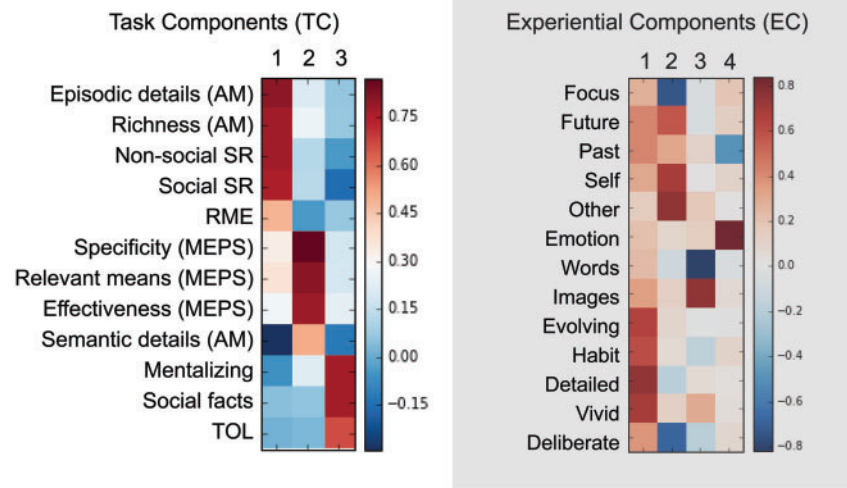 Task Components (TC)
1 2 3
Episodic details (AM)
Richness (AM)
Non-social SR
Social SR
RME
Specificity (MEPS)
Relevant means (MEPS)
Effectiveness (MEPS)
Semantic details (AM)
Mentalizing
Social facts
TOL
0.75
0.60
0.45
0.30
0.15
0.00
−0.15
Experiential Components (EC)
1 2 3 4
Focus
Future
Past
Self
Other
Emotion
Words
Images
Evolving
Habit
Detailed
Vivid
Deliberate
0.8
0.6
0.4
0.2
0.0
−0.2
−0.4
−0.6
−0.8